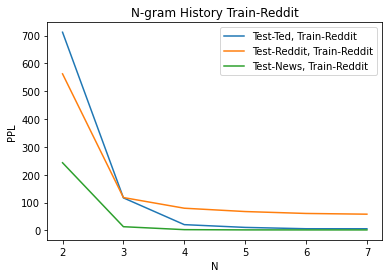 N-gram History Train-Reddit
Test-Ted, Train-Reddit
Test-Reddit, Train-Reddit
Test-News, Train-Reddit
PPL
700
600
500
400
300
200
100
0
2 3 4 5 6 7
N